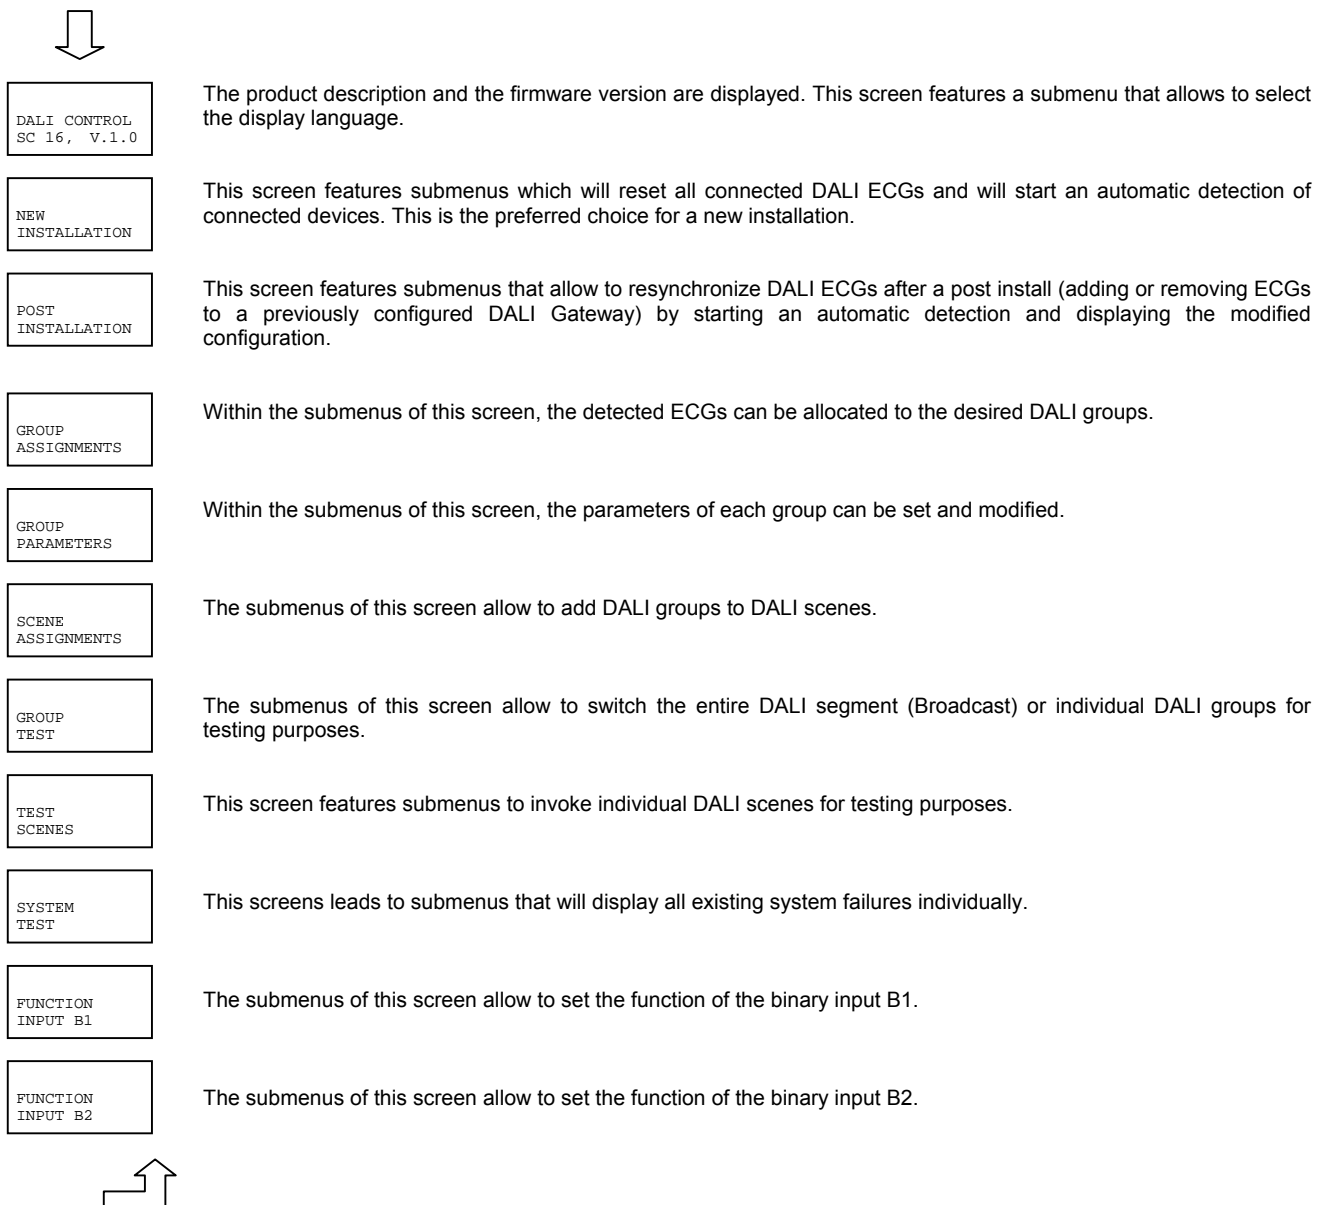 DALI CONTROL
SC 16, V.1.0
The product description and the firmware version are displayed. This screen features a submenu that allows to select
the display language.
NEW
INSTALLATION
This screen features submenus which will reset all connected DALI ECGs and will start an automatic detection of
connected devices. This is the preferred choice for a new installation.
POST
INSTALLATION
This screen features submenus that allow to resynchronize DALI ECGs after a post install (adding or removing ECGs
to a previously configured DALI Gateway) by starting an automatic detection and displaying the modified
configuration.
GROUP
ASSIGNMENTS
Within the submenus of this screen, the detected ECGs can be allocated to the desired DALI groups.
GROUP
PARAMETERS
Within the submenus of this screen, the parameters of each group can be set and modified.
SCENE
ASSIGNMENTS
The submenus of this screen allow to add DALI groups to DALI scenes.
GROUP
TEST
The submenus of this screen allow to switch the entire DALI segment (Broadcast) or individual DALI groups for
testing purposes.
TEST
SCENES
This screen features submenus to invoke individual DALI scenes for testing purposes.
SYSTEM
TEST
This screens leads to submenus that will display all existing system failures individually.
FUNCTION
INPUT B1
The submenus of this screen allow to set the function of the binary input B1.
FUNCTION
INPUT B2
The submenus of this screen allow to set the function of the binary input B2.